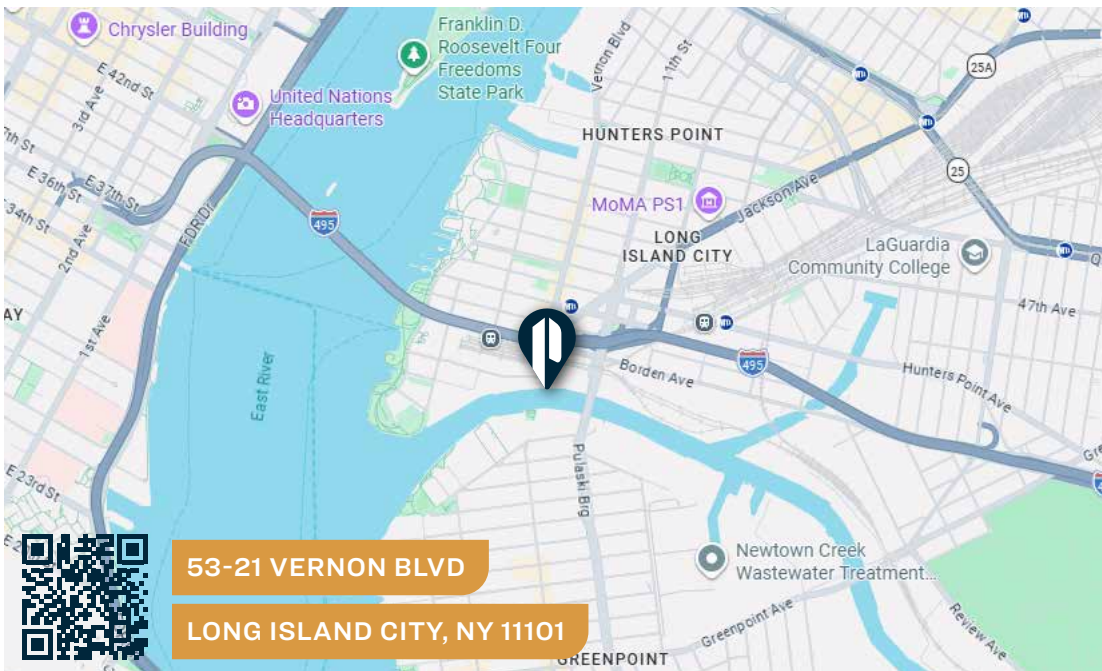 Chrysler Building
Franklin D.
Roosevelt Four
Freedoms
State Park
Vernon Blvd
11th St
25A
E 42nd St
3rd Ave
United Nations
Headquarters
HUNTERS POINT
7th St
E 36th St
E 37th St
E 34th St
25
MoMA PS1
Jackson Ave
2nd Ave
FDR Dr
495
LONG
ISLAND CITY
LaGuardia
Community College
47th Ave
AY
1st Ave
East River
Borden Ave
495
Hunters Point Ave
Pulaski Brg
E 23rd St
53-21 VERNON BLVD
Newtown Creek
Wastewater Treatment...
LONG ISLAND CITY, NY 11101
Greenpoint Ave
Review Ave
GREENPOINT